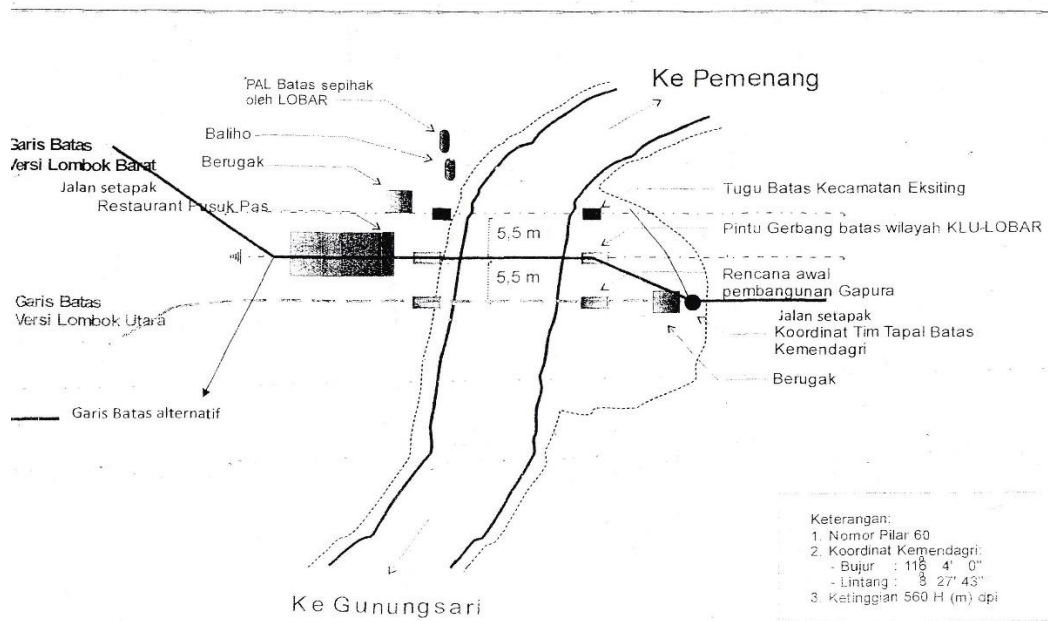 Ke Pemenang
PAL Batas sepihak
oleh LOBAR
Baliho
Garis Batas
Versi Lombok Barat
Berugak
Jalan setapak
Restaurant Pusuk Pas
Tugu Batas Kecamatan Eksiting
Pintu Gerbang batas wilayah KLU-LOBAR
5,5 m
5,5 m
Rencana awal
pembangunan Gapura
Garis Batas
Versi Lombok Utara
Jalan setapak
Koordinat Tim Tapal Batas
Kemendagri
Berugak
Garis Batas alternatif
Keterangan:
1. Nomor Pilar 60
2. Koordinat Kemendagri:
- Bujur : 116° 4' 0"
- Lintang : 8° 27' 43"
3. Ketinggian 560 H (m) dpi
Ke Gunungsari